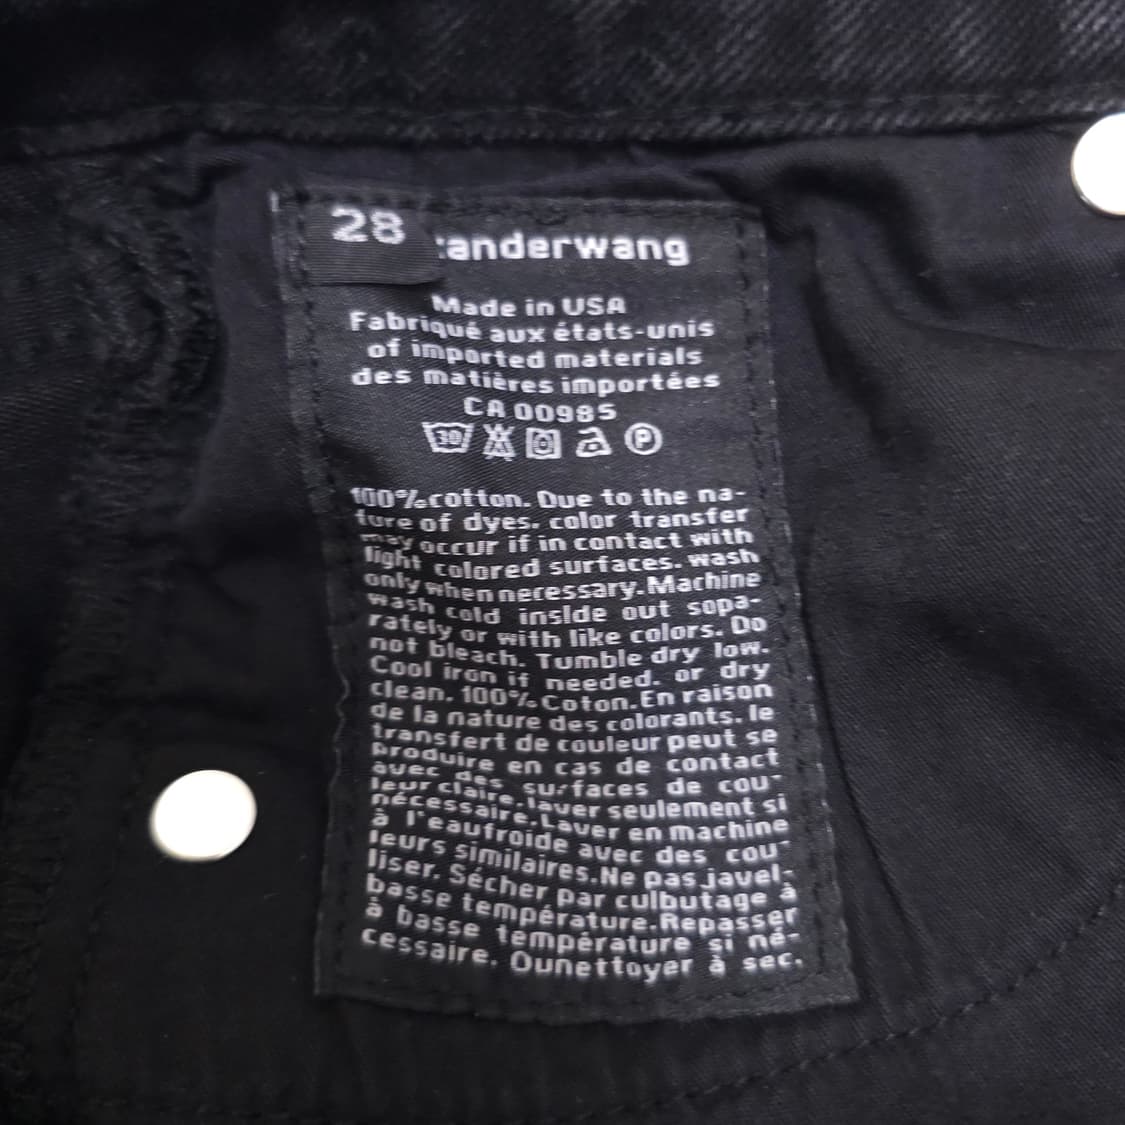 28
anderwang
Made in USA
Fabriqué aux états-unis
of imported materials
des matières importées
CA 00985
30 P
100%cotton. Due to the na-
ture of dyes. color transfer
may occur if in contact with
light colored surfaces. wash
only when necessary. Machine
wash cold inslde out sopa-
rately or with like colors. Do
not bleach. Tumble dry low.
Cool iron if needed. or dry
clean. 100% Coton. En raison
de la nature des colorants. le
transfert de couleur peut se
produire en cas de contact
avec des surfaces de cou-
leur claire. laver seulement si
nécessaire. Laver en machine
à l'eaufroide avec des cou-
leurs similaires. Ne pas javel-
liser. Sécher par culbutage à
basse température. Repasser
à basse température si né-
cessaire. Ounettoyer à sec.